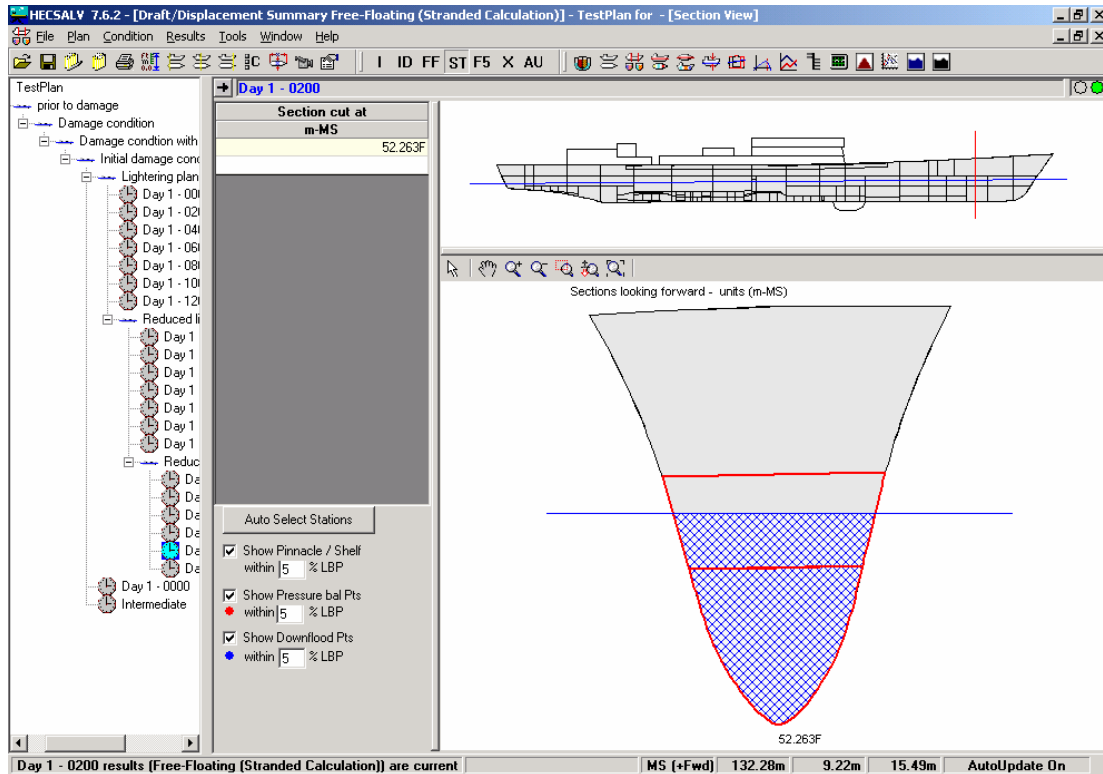 HECSALV 7.6.2 - [Draft/Displacement Summary Free-Floating (Stranded Calculation)] - TestPlan for - [Section View]
File Plan Condition Results Tools Window Help
I ID FF ST F5 X AU
TestPlan
prior to damage
Damage condition
Damage condtion with
Initial damage cond
Lightering plan
Day 1 - 00
Day 1 - 02
Day 1 - 04
Day 1 - 06
Day 1 - 08
Day 1 - 10
Day 1 - 12
Reduced li
Day 1
Day 1
Day 1
Day 1
Day 1
Day 1
Day 1
Reduc
Da
Da
Da
Da
Da
Da
Day 1 - 0000
Intermediate
Day 1 - 0200
Section cut at
m-MS
52.263F
Auto Select Stations
Show Pinnacle / Shelf
within 5 % LBP
Show Pressure bal Pts
within 5 % LBP
Show Downflood Pts
within 5 % LBP
Sections looking forward - units (m-MS)
52.263F
Day 1 - 0200 results (Free-Floating (Stranded Calculation)) are current MS (+Fwd) 132.28m 9.22m 15.49m AutoUpdate On